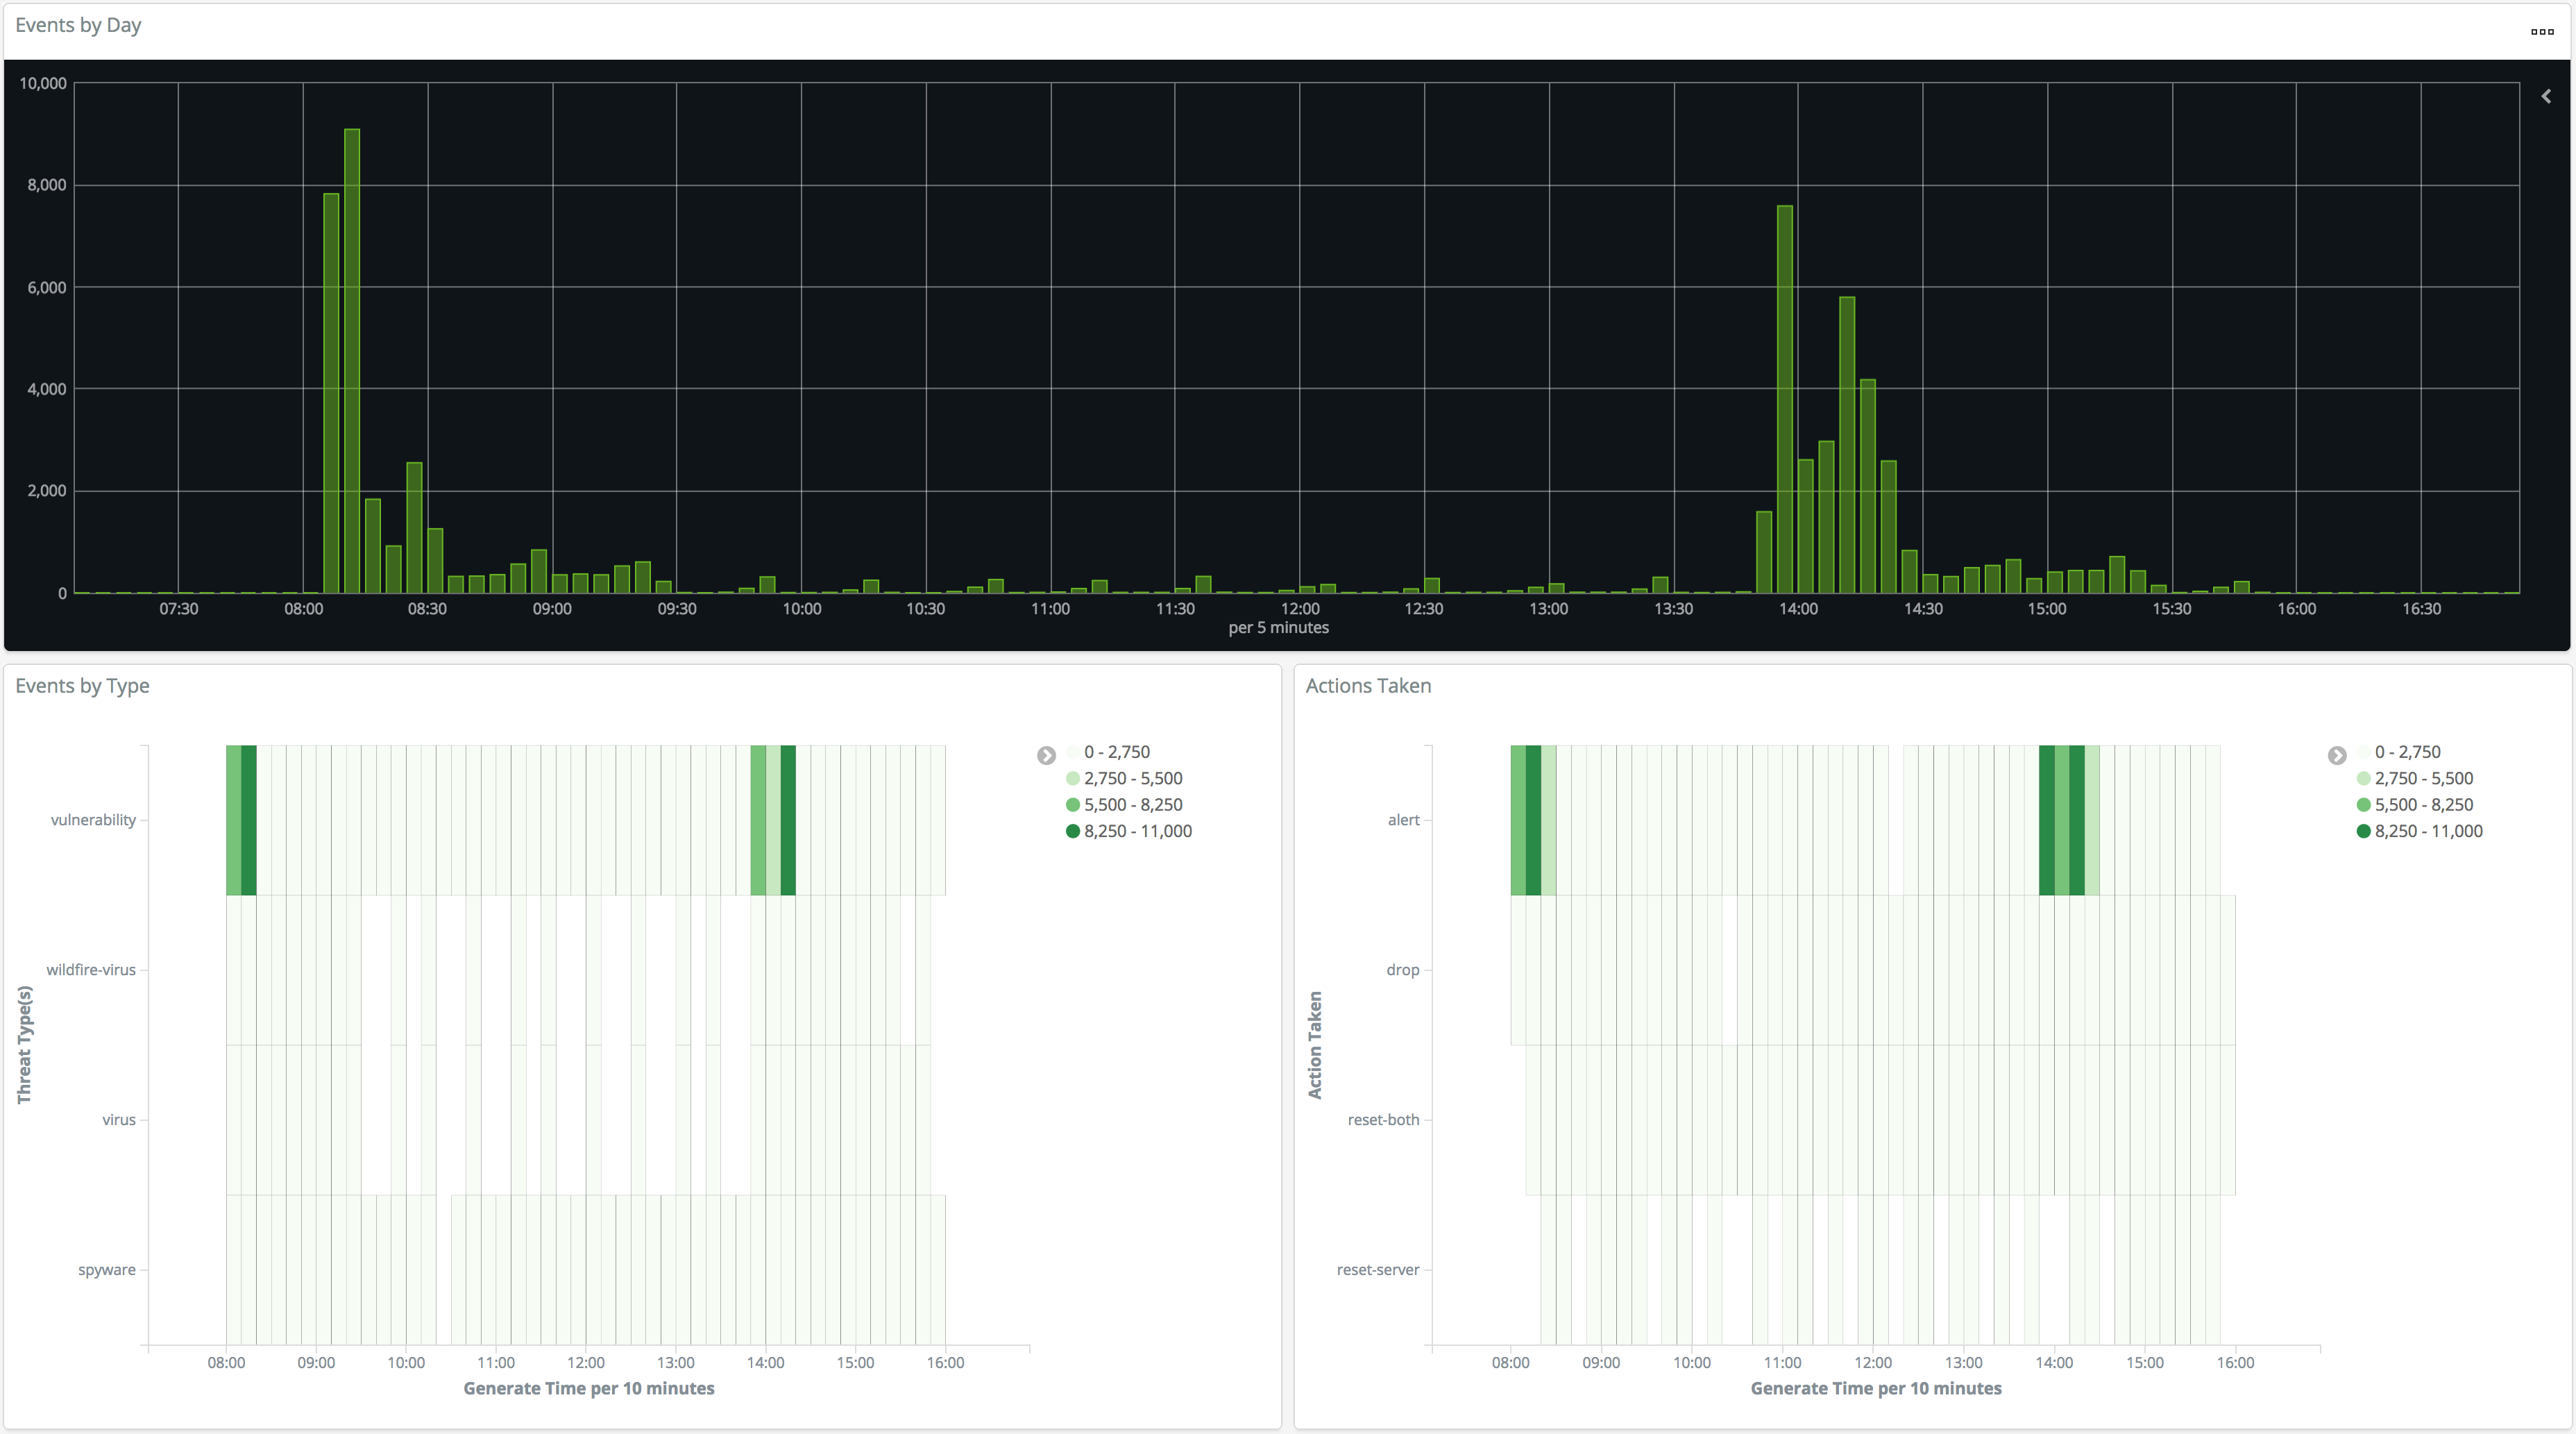 Events by Day
10,000
8,000
6,000
4,000
2,000
0
07:30 08:00 08:30 09:00 09:30 10:00 10:30 11:00 11:30 12:00 12:30 13:00 13:30 14:00 14:30 15:00 15:30 16:00 16:30
per 5 minutes
Events by Type
Threat Type(s)
vulnerability
wildfire-virus
virus
spyware
08:00 09:00 10:00 11:00 12:00 13:00 14:00 15:00 16:00
Generate Time per 10 minutes
0 - 2,750
2,750 - 5,500
5,500 - 8,250
8,250 - 11,000
Actions Taken
Action Taken
alert
drop
reset-both
reset-server
08:00 09:00 10:00 11:00 12:00 13:00 14:00 15:00 16:00
Generate Time per 10 minutes
0 - 2,750
2,750 - 5,500
5,500 - 8,250
8,250 - 11,000